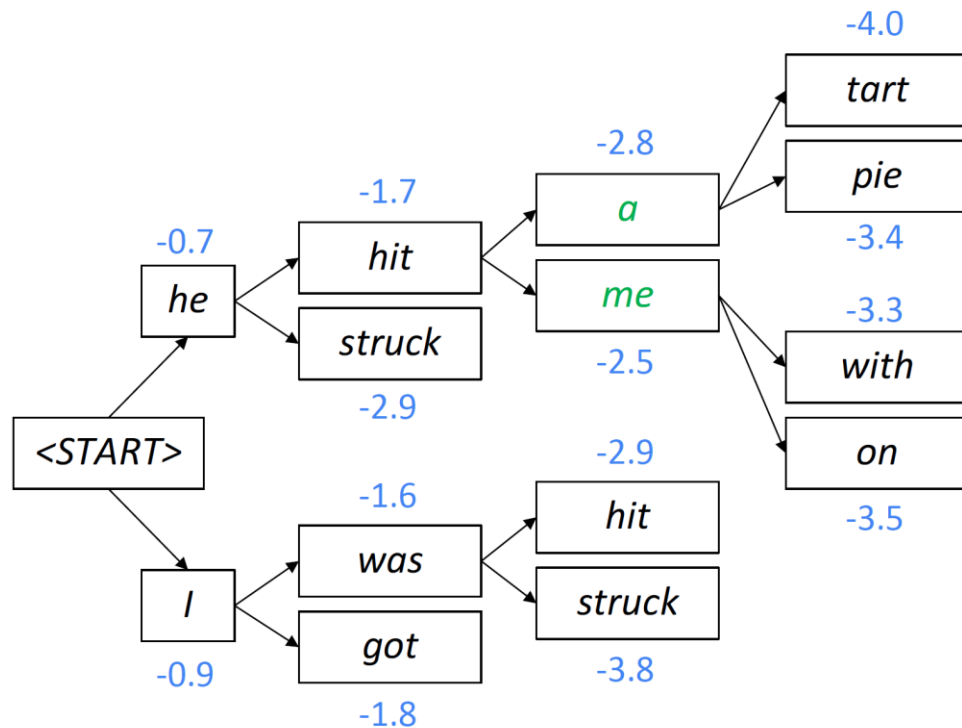 -4.0
tart
-2.8
pie
-1.7
a
-3.4
-0.7
hit
me
-3.3
he
struck
-2.5
with
-2.9
<START>
-2.9
on
-1.6
hit
-3.5
was
I
struck
got
-0.9
-3.8
-1.8